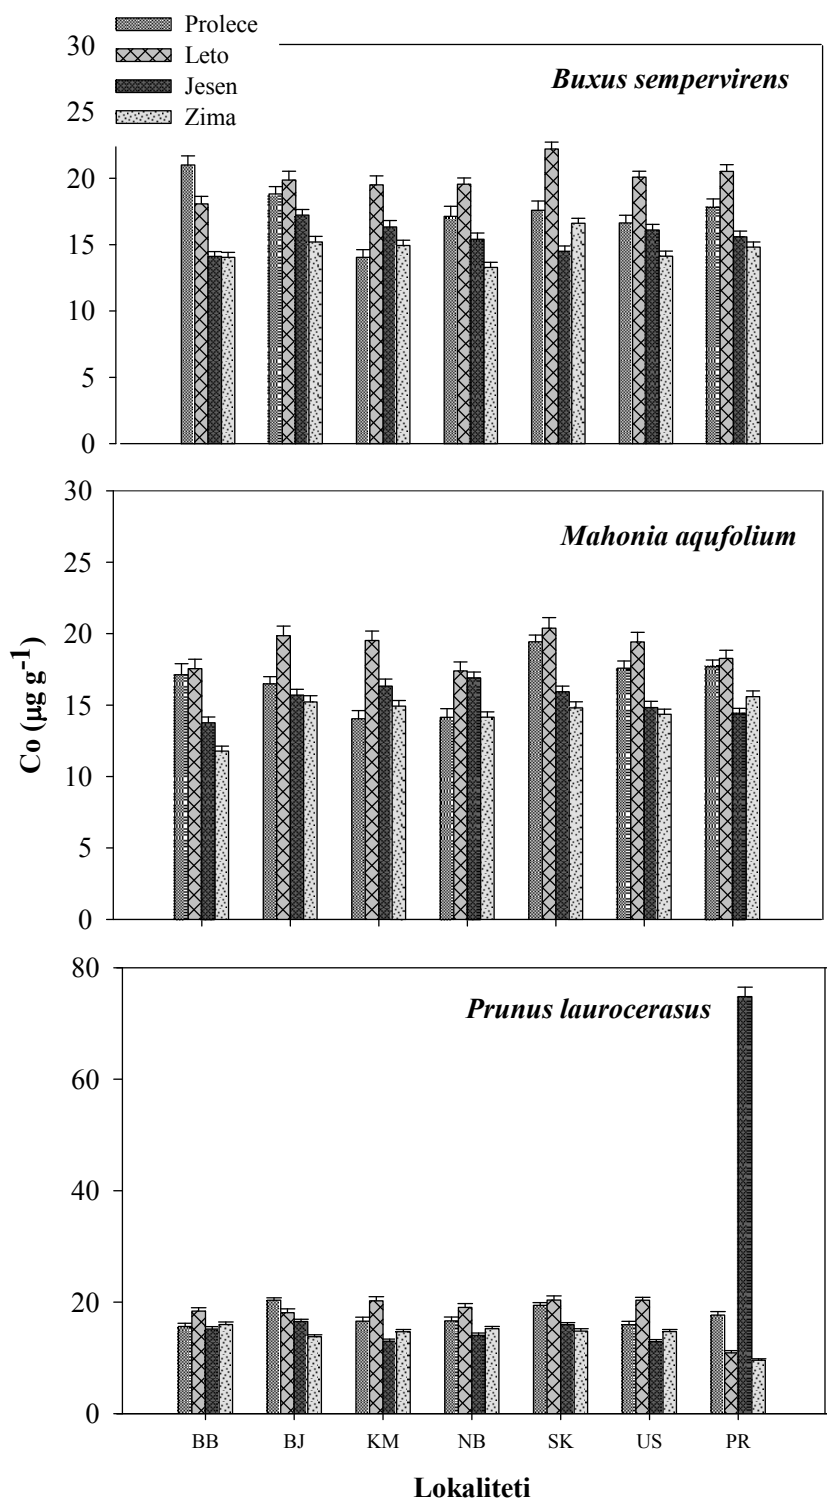 Prolece
Leto
Jesen
Zima
30
25
20
15
10
5
0
Buxus sempervirens
30
25
20
15
10
5
0
Mahonia aqufolium
Co (µg g-1)
80
60
40
20
0
Prunus laurocerasus
BB BJ KM NB SK US PR
Lokaliteti